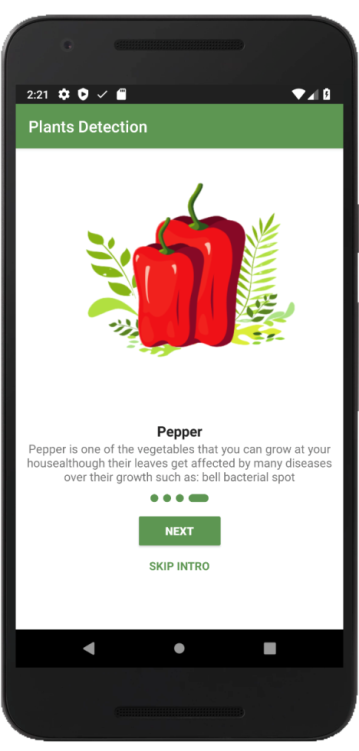 2:21
Plants Detection
Pepper
Pepper is one of the vegetables that you can grow at your
housealthough their leaves get affected by many diseases
over their growth such as: bell bacterial spot
NEXT
SKIP INTRO